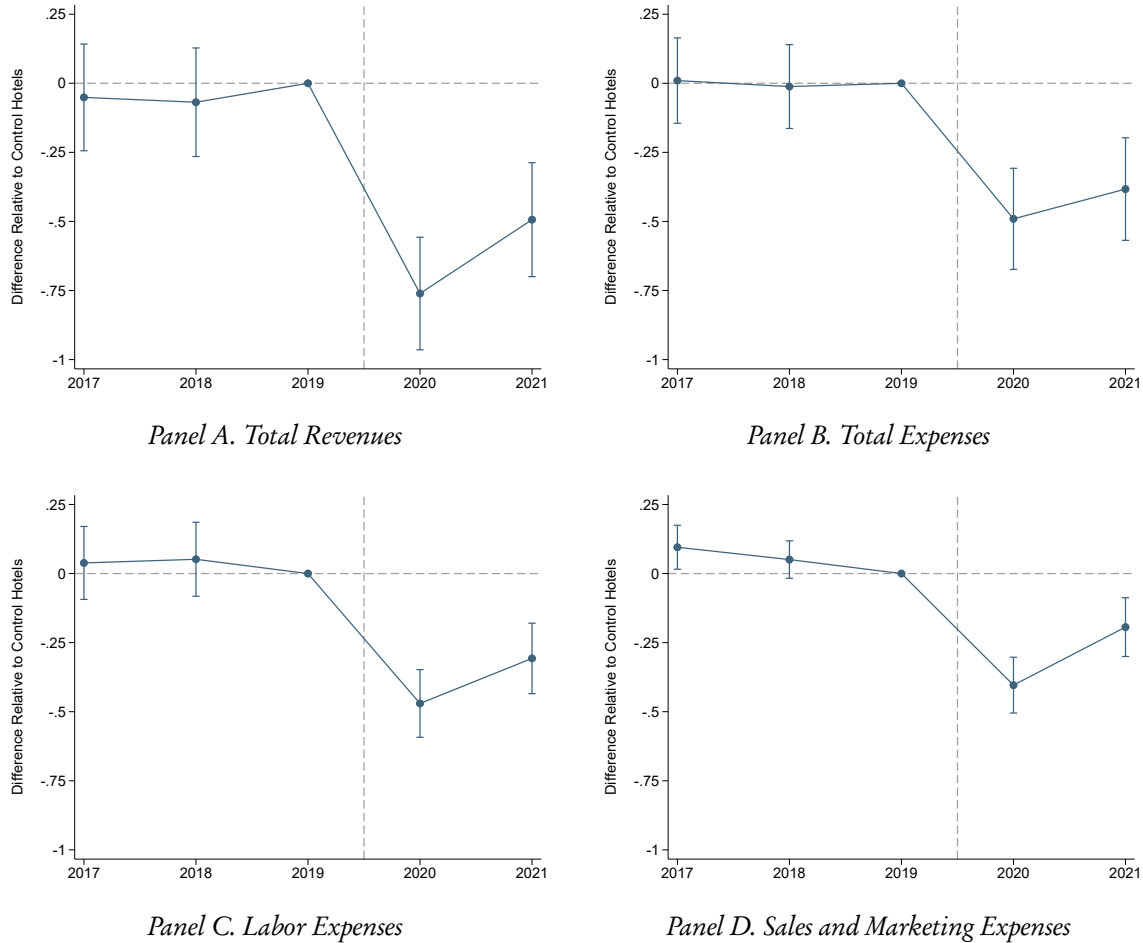 .25
0
-.25
-.5
-.75
-1
Difference Relative to Control Hotels
2017 2018 2019 2020 2021
Panel A. Total Revenues
.25
0
-.25
-.5
-.75
-1
Difference Relative to Control Hotels
2017 2018 2019 2020 2021
Panel B. Total Expenses
.25
0
-.25
-.5
-.75
-1
Difference Relative to Control Hotels
2017 2018 2019 2020 2021
Panel C. Labor Expenses
.25
0
-.25
-.5
-.75
-1
Difference Relative to Control Hotels
2017 2018 2019 2020 2021
Panel D. Sales and Marketing Expenses